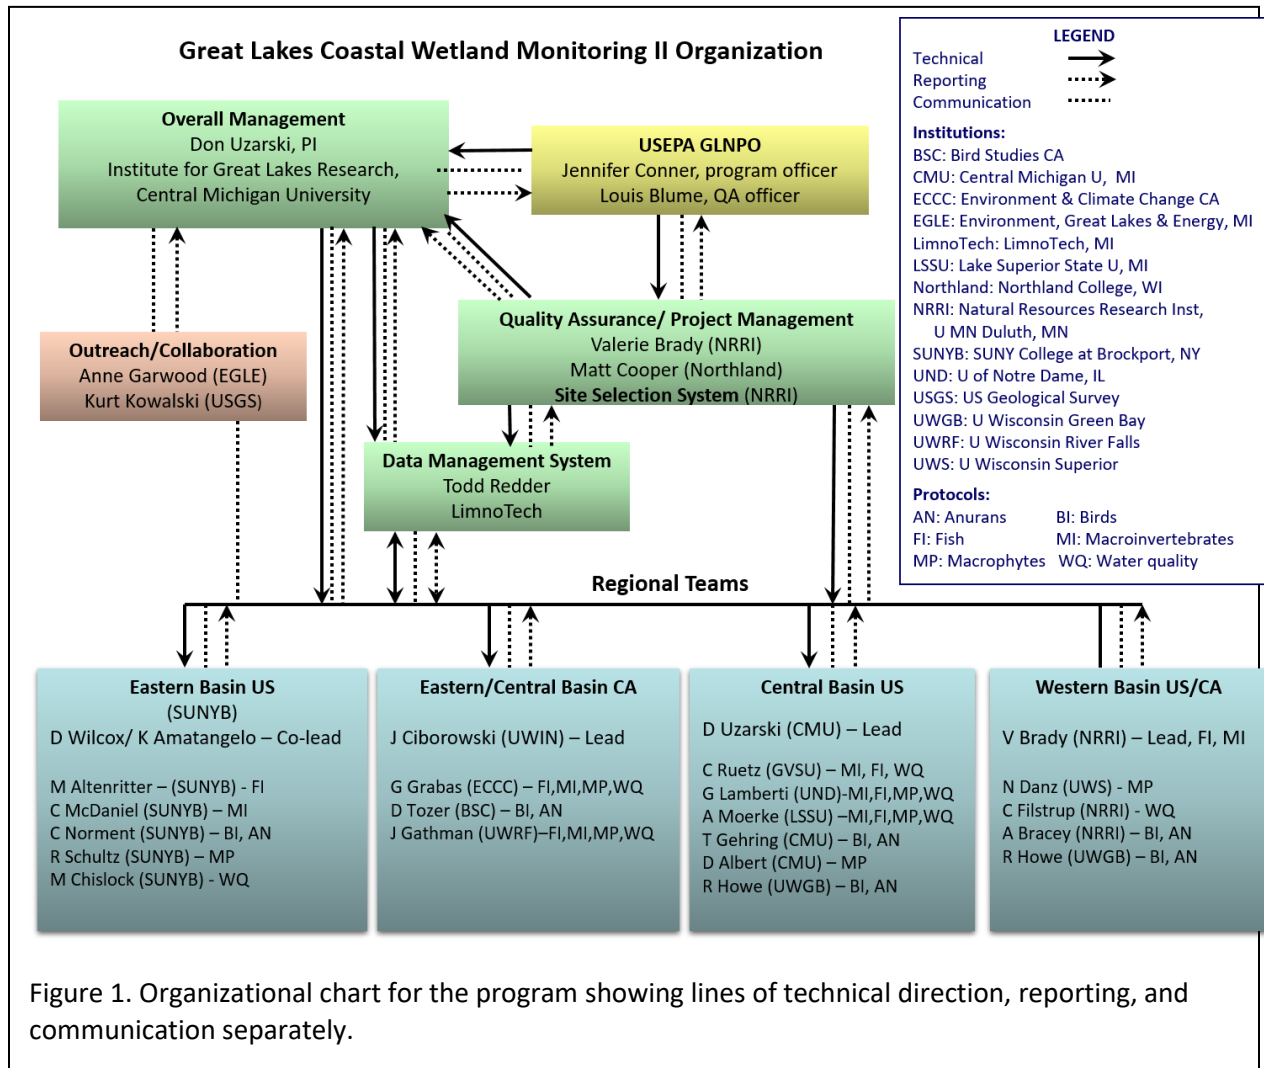 Great Lakes Coastal Wetland Monitoring II Organization
LEGEND
Technical
Reporting
Communication
Institutions:
BSC: Bird Studies CA
CMU: Central Michigan U, MI
ECCC: Environment & Climate Change CA
EGLE: Environment, Great Lakes & Energy, MI
LimnoTech: LimnoTech, MI
LSSU: Lake Superior State U, MI
Northland: Northland College, WI
NRRI: Natural Resources Research Inst,
U MN Duluth, MN
SUNYB: SUNY College at Brockport, NY
UND: U of Notre Dame, IL
USGS: US Geological Survey
UWGB: U Wisconsin Green Bay
UWRF: U Wisconsin River Falls
UWS: U Wisconsin Superior
Protocols:
AN: Anurans BI: Birds
FI: Fish MI: Macroinvertebrates
MP: Macrophytes WQ: Water quality
Overall Management
Don Uzarski, PI
Institute for Great Lakes Research,
Central Michigan University
USEPA GLNPO
Jennifer Conner, program officer
Louis Blume, QA officer
Quality Assurance/ Project Management
Valerie Brady (NRRI)
Matt Cooper (Northland)
Site Selection System (NRRI)
Outreach/Collaboration
Anne Garwood (EGLE)
Kurt Kowalski (USGS)
Data Management System
Todd Redder
LimnoTech
Regional Teams
Eastern Basin US
(SUNYB)
D Wilcox/ K Amatangelo – Co-lead
M Altenritter – (SUNYB) - FI
C McDaniel (SUNYB) – MI
C Norment (SUNYB) – BI, AN
R Schultz (SUNYB) – MP
M Chislock (SUNYB) - WQ
Eastern/Central Basin CA
J Ciborowski (UWIN) – Lead
G Grabas (ECCC) – FI,MI,MP,WQ
D Tozer (BSC) – BI, AN
J Gathman (UWRF)–FI,MI,MP,WQ
Central Basin US
D Uzarski (CMU) – Lead
C Ruetz (GVSU) – MI, FI, WQ
G Lamberti (UND)-MI,FI,MP,WQ
A Moerke (LSSU) –MI,FI,MP,WQ
T Gehring (CMU) – BI, AN
D Albert (CMU) – MP
R Howe (UWGB) – BI, AN
Western Basin US/CA
V Brady (NRRI) – Lead, FI, MI
N Danz (UWS) - MP
C Filstrup (NRRI) - WQ
A Bracey (NRRI) – BI, AN
R Howe (UWGB) – BI, AN
Figure 1. Organizational chart for the program showing lines of technical direction, reporting, and
communication separately.